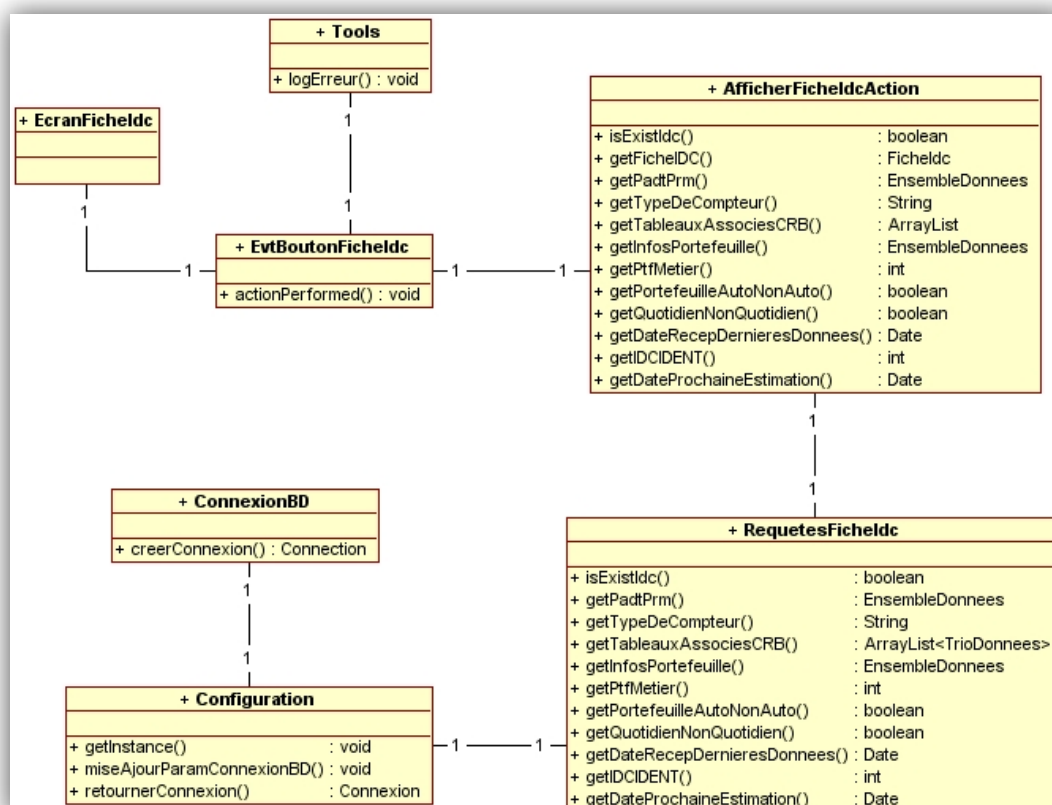 + Tools
+ logErreur() : void
1
+ EcranFicheIdc
1
1
+ EvtBoutonFicheIdc
+ actionPerformed() : void
1
1
1
+ AfficherFicheIdcAction
+ isExistIdc() : boolean
+ getFicheIDC() : FicheIdc
+ getPadtPrm() : EnsembleDonnees
+ getTypeDeCompteur() : String
+ getTableauxAssociesCRB() : ArrayList
+ getInfosPortefeuille() : EnsembleDonnees
+ getPtfMetier() : int
+ getPortefeuilleAutoNonAuto() : boolean
+ getQuotidienNonQuotidien() : boolean
+ getDateRecepDernieresDonnees() : Date
+ getIDCIDENT() : int
+ getDateProchaineEstimation() : Date
1
1
+ ConnexionBD
+ creerConnexion() : Connection
1
1
+ Configuration
+ getInstance() : void
+ miseAjourParamConnexionBD() : void
+ retournerConnexion() : Connexion
1
1
+ RequetesFicheIdc
+ isExistIdc() : boolean
+ getPadtPrm() : EnsembleDonnees
+ getTypeDeCompteur() : String
+ getTableauxAssociesCRB() : ArrayList<TrioDonnees>
+ getInfosPortefeuille() : EnsembleDonnees
+ getPtfMetier() : int
+ getPortefeuilleAutoNonAuto() : boolean
+ getQuotidienNonQuotidien() : boolean
+ getDateRecepDernieresDonnees() : Date
+ getIDCIDENT() : int
+ getDateProchaineEstimation() : Date